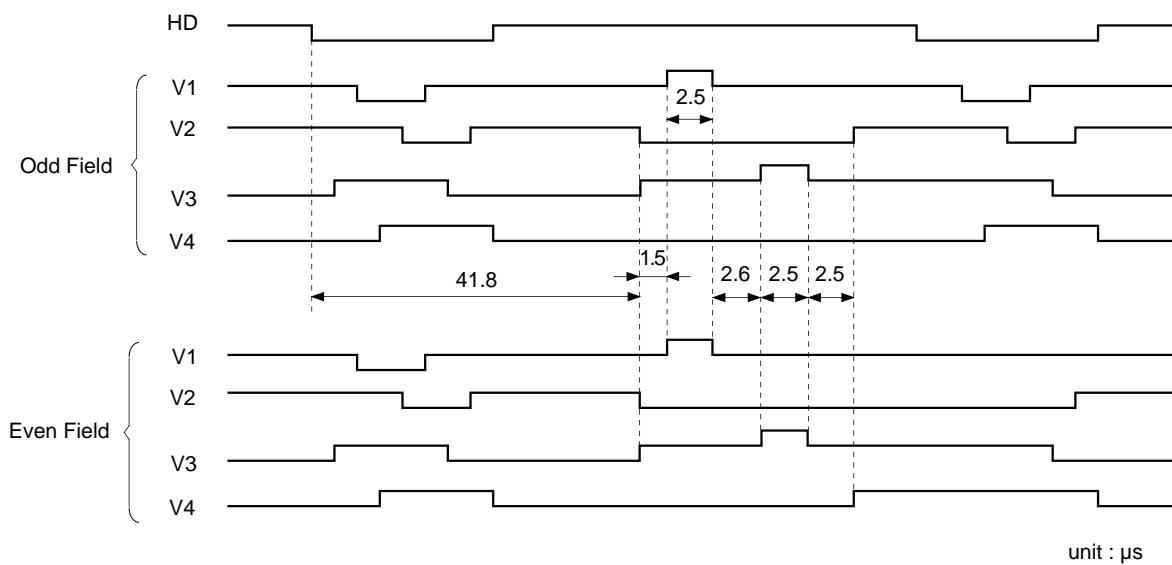 HD
V1
2.5
V2
Odd Field
V3
V4
1.5
41.8
2.6
2.5
2.5
V1
V2
Even Field
V3
V4
unit : µs